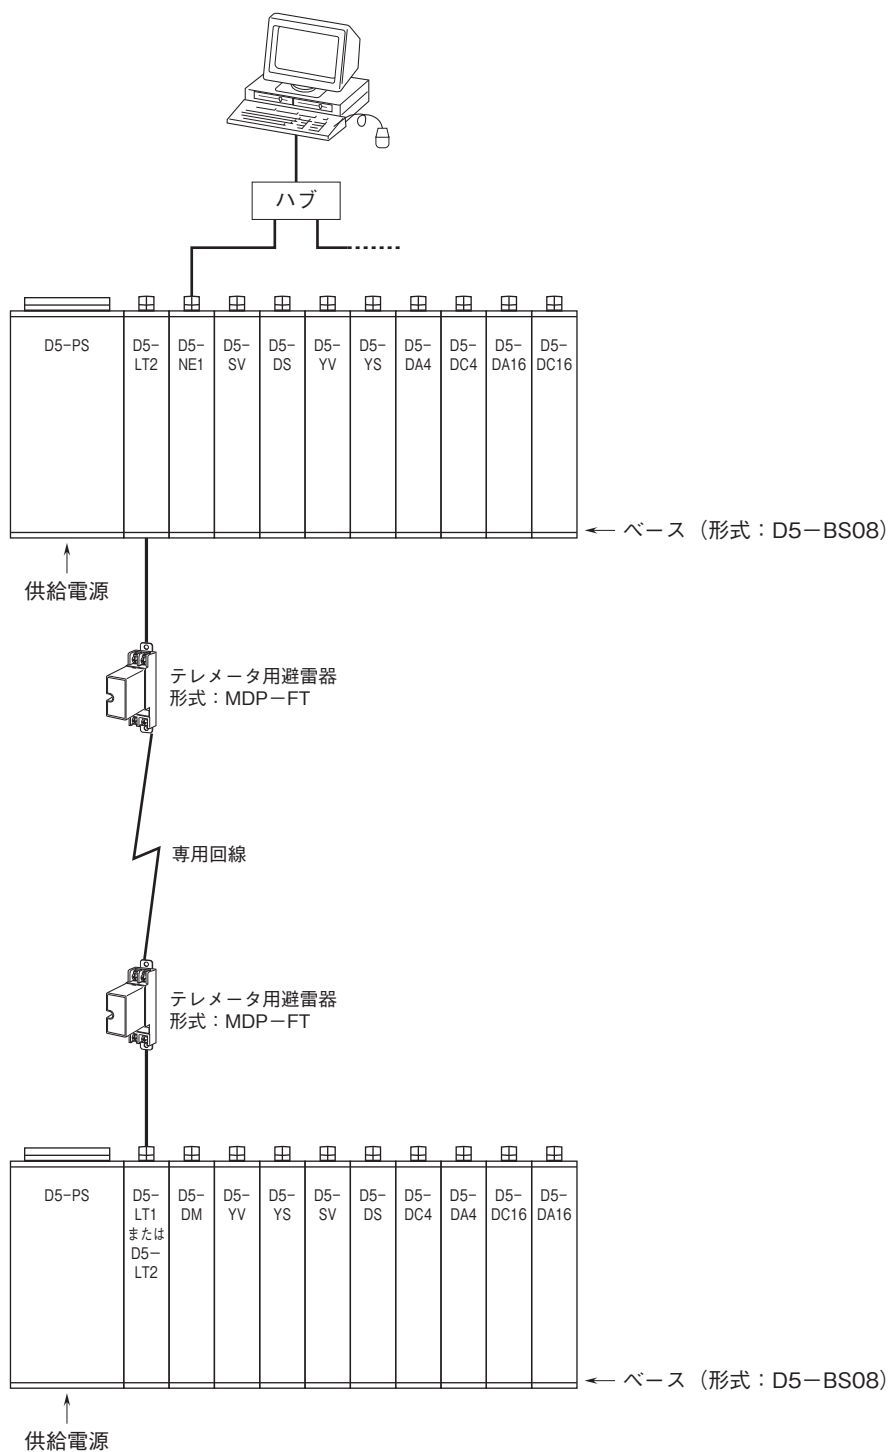 ハブ
D5-PS
D5-
LT2
D5-
NE1
D5-
SV
D5-
DS
D5-
YV
D5-
YS
D5-
DA4
D5-
DC4
D5-
DA16
D5-
DC16
ベース（形式：D5－BS08）
供給電源
テレメータ用避雷器
形式：MDP－FT
専用回線
テレメータ用避雷器
形式：MDP－FT
D5-PS
D5-
LT1
または
D5-
LT2
D5-
DM
D5-
YV
D5-
YS
D5-
SV
D5-
DS
D5-
DC4
D5-
DA4
D5-
DC16
D5-
DA16
ベース（形式：D5－BS08）
供給電源